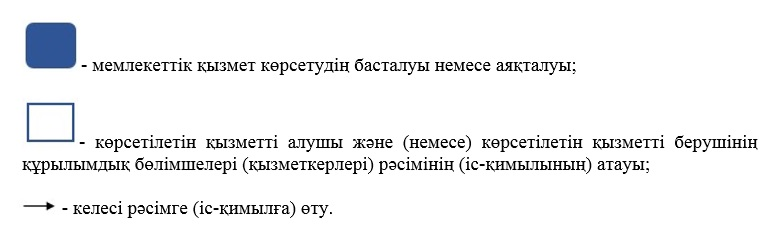 - мемлекеттік қызмет көрсетудің басталуы немесе аяқталуы;
- көрсетілетін қызметті алушы және (немесе) көрсетілетін қызметті берушінің
құрылымдық бөлімшелері (қызметкерлері) рәсімінің (іс-қимылының) атауы;
- келесі рәсімге (іс-қимылға) өту.